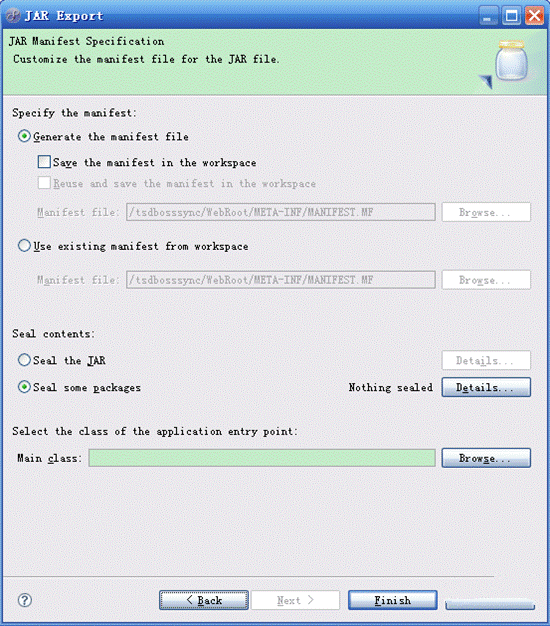 JAR Export
JAR Manifest Specification
Customize the manifest file for the JAR file.
Specify the manifest:
Generate the manifest file
Save the manifest in the workspace
Reuse and save the manifest in the workspace
Manifest file: /tsdbosssync/WebRoot/META-INF/MANIFEST.MF Browse...
Use existing manifest from workspace
Manifest file: /tsdbosssync/WebRoot/META-INF/MANIFEST.MF Browse...
Seal contents:
Seal the JAR Details...
Seal some packages Nothing sealed Details...
Select the class of the application entry point:
Main class: Browse...
? < Back Next > Finish